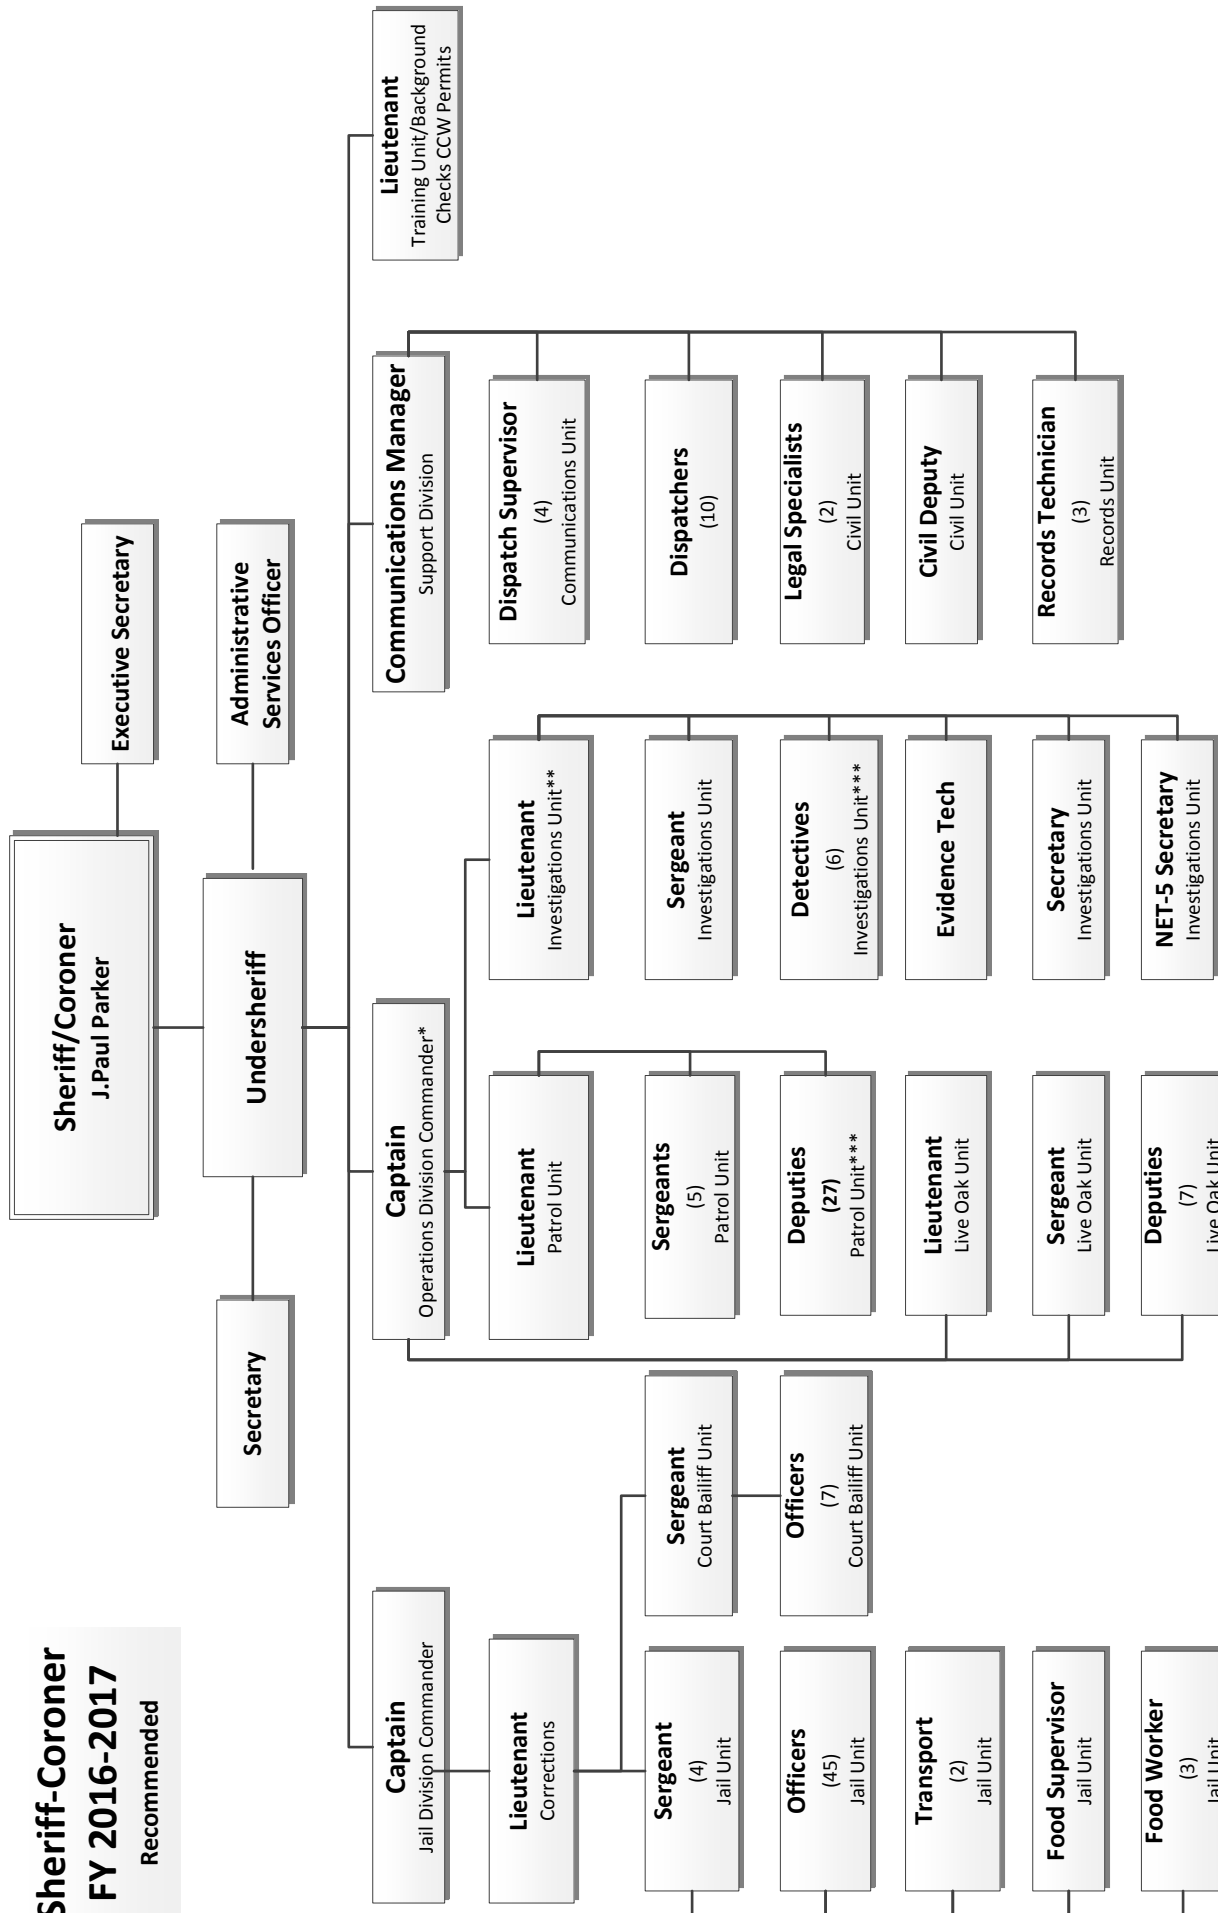 Sheriff-Coroner
FY 2016-2017
Recommended
Sheriff/Coroner
J.Paul Parker
Executive Secretary
Undersheriff
Secretary
Administrative
Services Officer
Captain
Jail Division Commander
Captain
Operations Division Commander*
Communications Manager
Support Division
Lieutenant
Training Unit/Background
Checks CCW Permits
Lieutenant
Corrections
Sergeant
(4)
Jail Unit
Officers
(45)
Jail Unit
Transport
(2)
Jail Unit
Food Supervisor
Jail Unit
Food Worker
(3)
Jail Unit
Sergeant
Court Bailiff Unit
Officers
(7)
Court Bailiff Unit
Lieutenant
Patrol Unit
Sergeants
(5)
Patrol Unit
Deputies
(27)
Patrol Unit***
Lieutenant
Live Oak Unit
Sergeant
Live Oak Unit
Deputies
(7)
Live Oak Unit
Lieutenant
Investigations Unit**
Sergeant
Investigations Unit
Detectives
(6)
Investigations Unit***
Evidence Tech
Secretary
Investigations Unit
NET-5 Secretary
Investigations Unit
Dispatch Supervisor
(4)
Communications Unit
Dispatchers
(10)
Legal Specialists
(2)
Civil Unit
Civil Deputy
Civil Unit
Records Technician
(3)
Records Unit